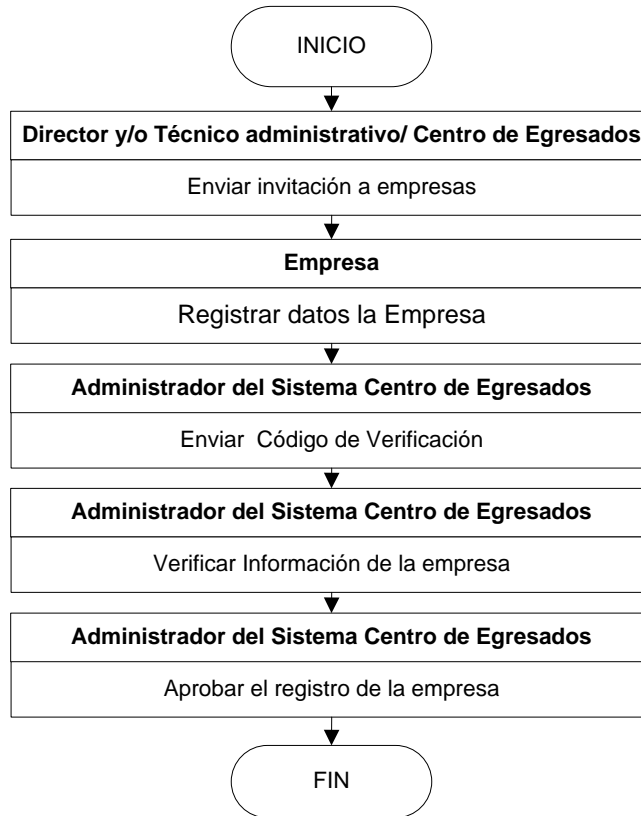 INICIO
Director y/o Técnico administrativo/ Centro de Egresados
Enviar invitación a empresas
Empresa
Registrar datos la Empresa
Administrador del Sistema Centro de Egresados
Enviar  Código de Verificación
Administrador del Sistema Centro de Egresados
Verificar Información de la empresa
Administrador del Sistema Centro de Egresados
Aprobar el registro de la empresa
FIN